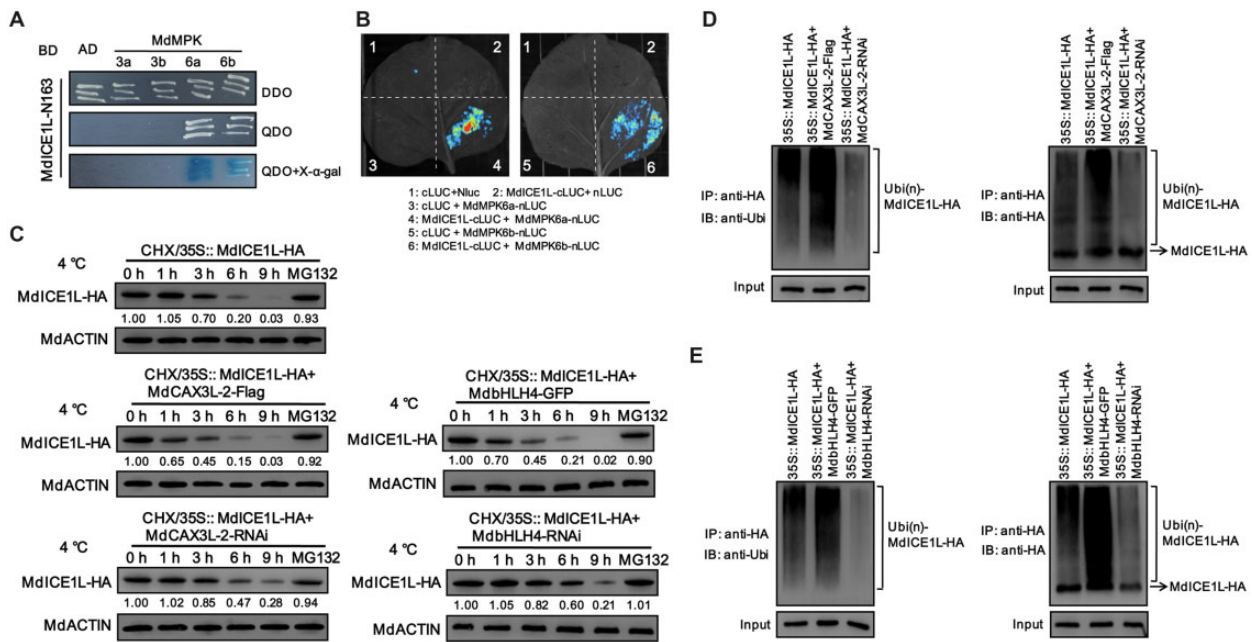 A
MdMPK
BD AD 3a 3b 6a 6b
MdICE1L-N163
DDO
QDO
QDO+X-α-gal
B
1 2
3 4
1 2
5 6
1: cLUC+Nluc 2: MdICE1L-cLUC+ nLUC
3: cLUC + MdMPK6a-nLUC
4: MdICE1L-cLUC + MdMPK6a-nLUC
5: cLUC + MdMPK6b-nLUC
6: MdICE1L-cLUC + MdMPK6b-nLUC
C
CHX/35S:: MdICE1L-HA
4 °C
0 h 1 h 3 h 6 h 9 h MG132
MdICE1L-HA
1.00 1.05 0.70 0.20 0.03 0.93
MdACTIN
CHX/35S:: MdICE1L-HA+
MdCAX3L-2-Flag
4 °C
0 h 1 h 3 h 6 h 9 h MG132
MdICE1L-HA
1.00 0.65 0.45 0.15 0.03 0.92
MdACTIN
CHX/35S:: MdICE1L-HA+
MdbHLH4-GFP
4 °C
0 h 1 h 3 h 6 h 9 h MG132
MdICE1L-HA
1.00 0.70 0.45 0.21 0.02 0.90
MdACTIN
CHX/35S:: MdICE1L-HA+
MdCAX3L-2-RNAi
4 °C
0 h 1 h 3 h 6 h 9 h MG132
MdICE1L-HA
1.00 1.02 0.85 0.47 0.28 0.94
MdACTIN
CHX/35S:: MdICE1L-HA+
MdbHLH4-RNAi
4 °C
0 h 1 h 3 h 6 h 9 h MG132
MdICE1L-HA
1.00 1.05 0.82 0.60 0.21 1.01
MdACTIN
D
35S:: MdICE1L-HA
35S:: MdICE1L-HA+
MdCAX3L-2-Flag
35S:: MdICE1L-HA+
MdCAX3L-2-RNAi
IP: anti-HA
IB: anti-Ubi
Ubi(n)-
MdICE1L-HA
Input
35S:: MdICE1L-HA
35S:: MdICE1L-HA+
MdCAX3L-2-Flag
35S:: MdICE1L-HA+
MdCAX3L-2-RNAi
IP: anti-HA
IB: anti-HA
Ubi(n)-
MdICE1L-HA
→MdICE1L-HA
Input
E
35S:: MdICE1L-HA
35S:: MdICE1L-HA+
MdbHLH4-GFP
35S:: MdICE1L-HA+
MdbHLH4-RNAi
IP: anti-HA
IB: anti-Ubi
Ubi(n)-
MdICE1L-HA
Input
35S:: MdICE1L-HA
35S:: MdICE1L-HA+
MdbHLH4-GFP
35S:: MdICE1L-HA+
MdbHLH4-RNAi
IP: anti-HA
IB: anti-HA
Ubi(n)-
MdICE1L-HA
→MdICE1L-HA
Input